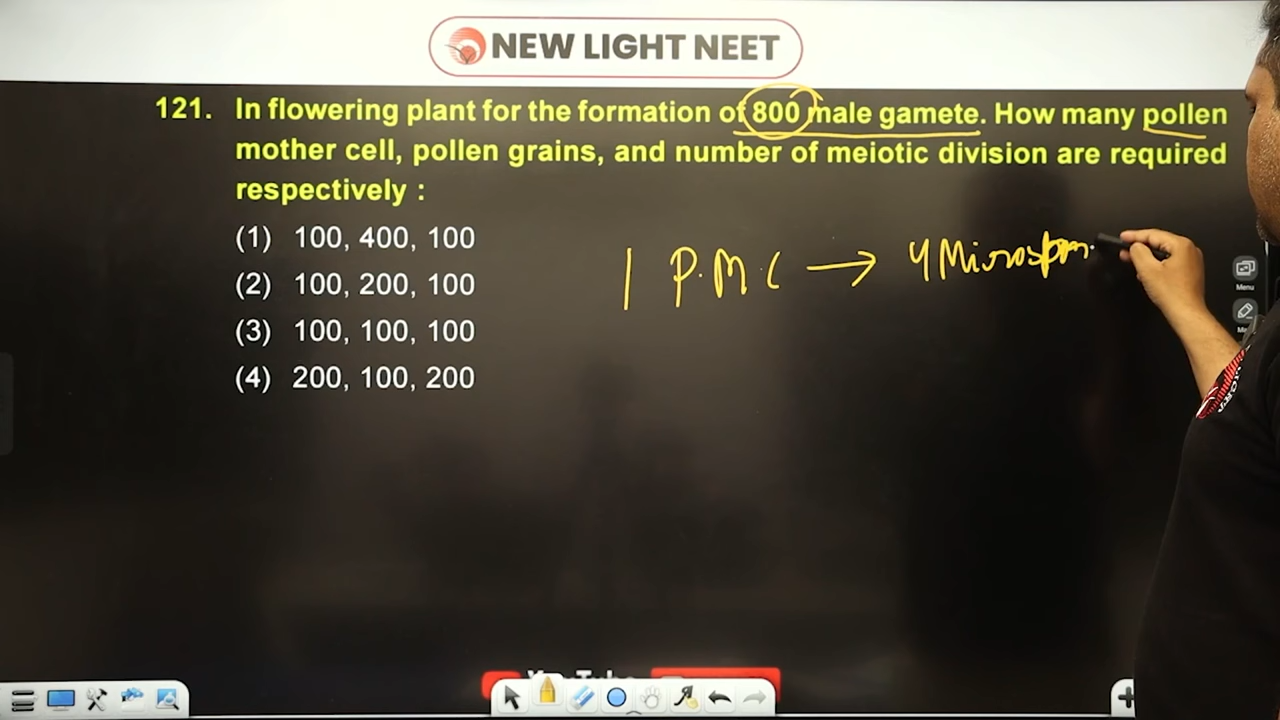 NEW LIGHT NEET
121. In flowering plant for the formation of 800 male gamete. How many pollen
mother cell, pollen grains, and number of meiotic division are required
respectively :
(1) 100, 400, 100
(2) 100, 200, 100
(3) 100, 100, 100
(4) 200, 100, 200
1 P.M.C → 4 Microspor
Menu